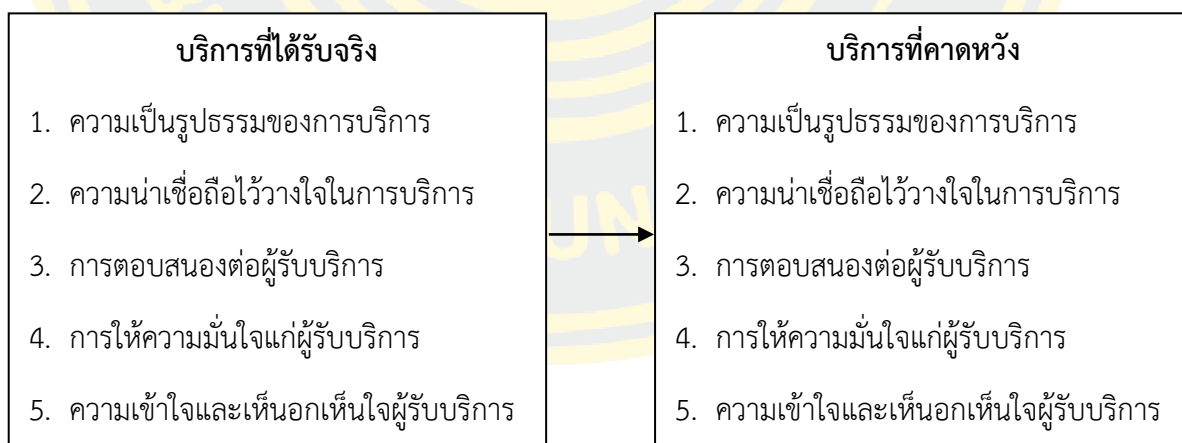 บริการที่ได้รับจริง
1. ความเป็นรูปธรรมของการบริการ
2. ความน่าเชื่อถือไว้วางใจในการบริการ
3. การตอบสนองต่อผู้รับบริการ
4. การให้ความมั่นใจแก่ผู้รับบริการ
5. ความเข้าใจและเห็นอกเห็นใจผู้รับบริการ
บริการที่คาดหวัง
1. ความเป็นรูปธรรมของการบริการ
2. ความน่าเชื่อถือไว้วางใจในการบริการ
3. การตอบสนองต่อผู้รับบริการ
4. การให้ความมั่นใจแก่ผู้รับบริการ
5. ความเข้าใจและเห็นอกเห็นใจผู้รับบริการ